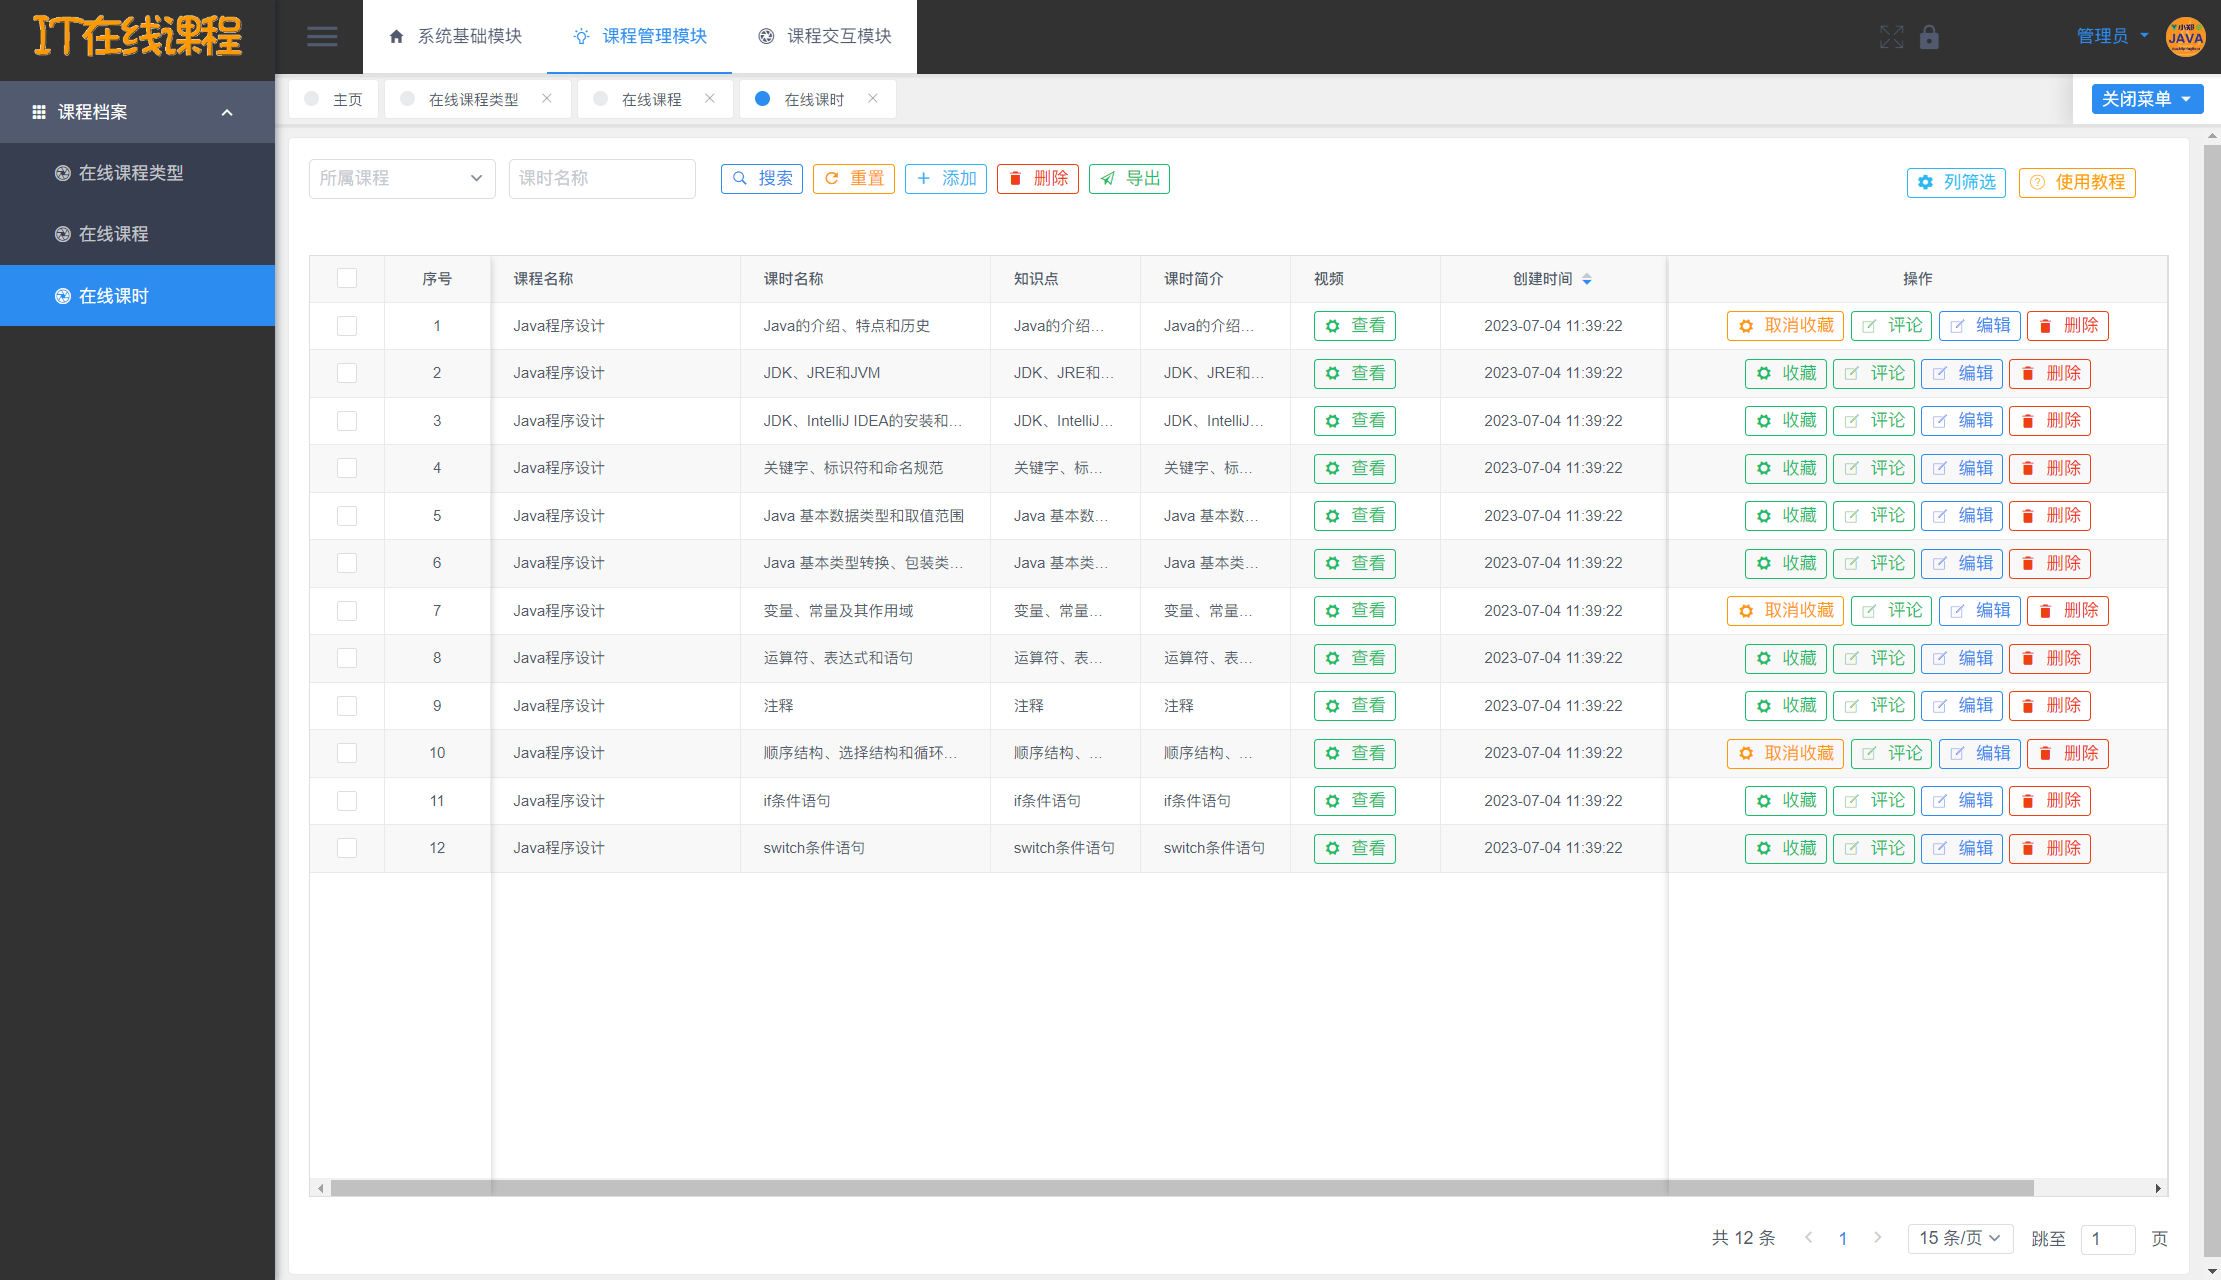 IT在线课程
系统基础模块 课程管理模块 课程交互模块 管理员
主页 在线课程类型 在线课程 在线课时 关闭菜单
课程档案
在线课程类型
在线课程
在线课时
所属课程 课时名称 搜索 重置 添加 删除 导出 列筛选 使用教程
序号 课程名称 课时名称 知识点 课时简介 视频 创建时间 操作
1 Java程序设计 Java的介绍、特点和历史 Java的介绍... Java的介绍... 查看 2023-07-04 11:39:22 取消收藏 评论 编辑 删除
2 Java程序设计 JDK、JRE和JVM JDK、JRE和... JDK、JRE和... 查看 2023-07-04 11:39:22 收藏 评论 编辑 删除
3 Java程序设计 JDK、IntelliJ IDEA的安装和... JDK、IntelliJ... JDK、IntelliJ... 查看 2023-07-04 11:39:22 收藏 评论 编辑 删除
4 Java程序设计 关键字、标识符和命名规范 关键字、标... 关键字、标... 查看 2023-07-04 11:39:22 收藏 评论 编辑 删除
5 Java程序设计 Java 基本数据类型和取值范围 Java 基本数... Java 基本数... 查看 2023-07-04 11:39:22 收藏 评论 编辑 删除
6 Java程序设计 Java 基本类型转换、包装类... Java 基本类... Java 基本类... 查看 2023-07-04 11:39:22 收藏 评论 编辑 删除
7 Java程序设计 变量、常量及其作用域 变量、常量... 变量、常量... 查看 2023-07-04 11:39:22 取消收藏 评论 编辑 删除
8 Java程序设计 运算符、表达式和语句 运算符、表... 运算符、表... 查看 2023-07-04 11:39:22 收藏 评论 编辑 删除
9 Java程序设计 注释 注释 注释 查看 2023-07-04 11:39:22 收藏 评论 编辑 删除
10 Java程序设计 顺序结构、选择结构和循环... 顺序结构、... 顺序结构、... 查看 2023-07-04 11:39:22 取消收藏 评论 编辑 删除
11 Java程序设计 if条件语句 if条件语句 if条件语句 查看 2023-07-04 11:39:22 收藏 评论 编辑 删除
12 Java程序设计 switch条件语句 switch条件语句 switch条件语句 查看 2023-07-04 11:39:22 收藏 评论 编辑 删除
共 12 条 1 15 条/页 跳至 1 页